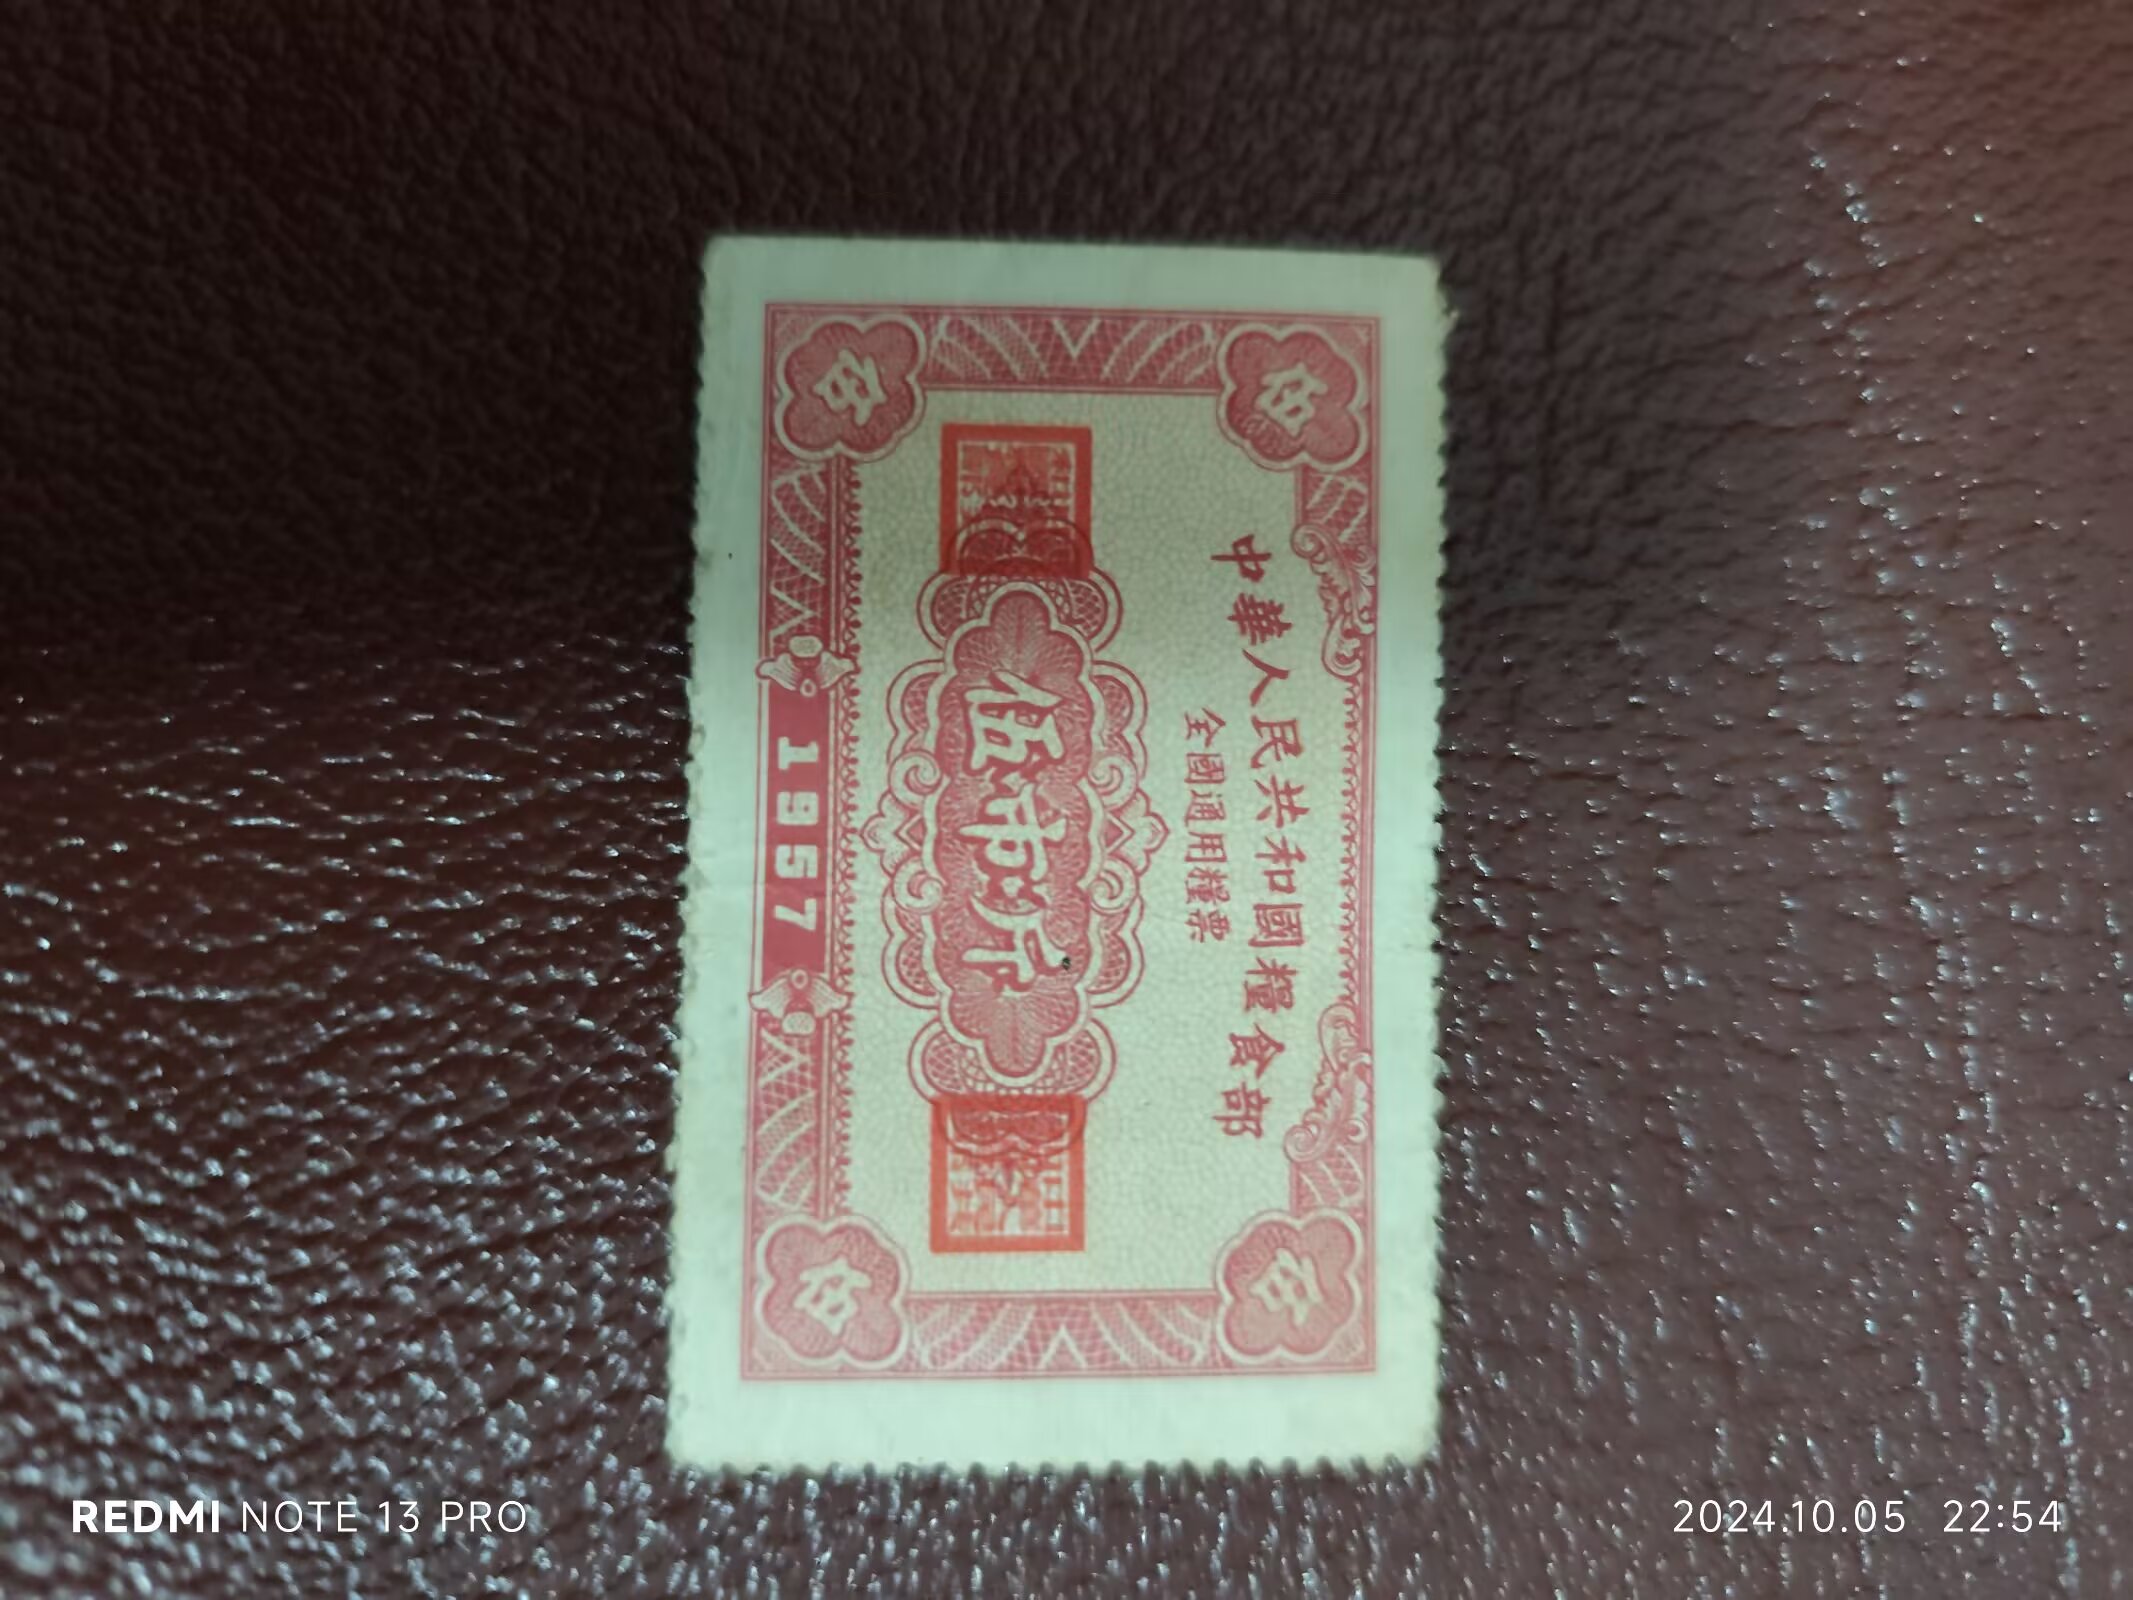 中華人民共和國糧食部
全國通用糧票
伍市斤
1957
伍
伍
伍
伍
REDMI NOTE 13 PRO
2024.10.05 22:54